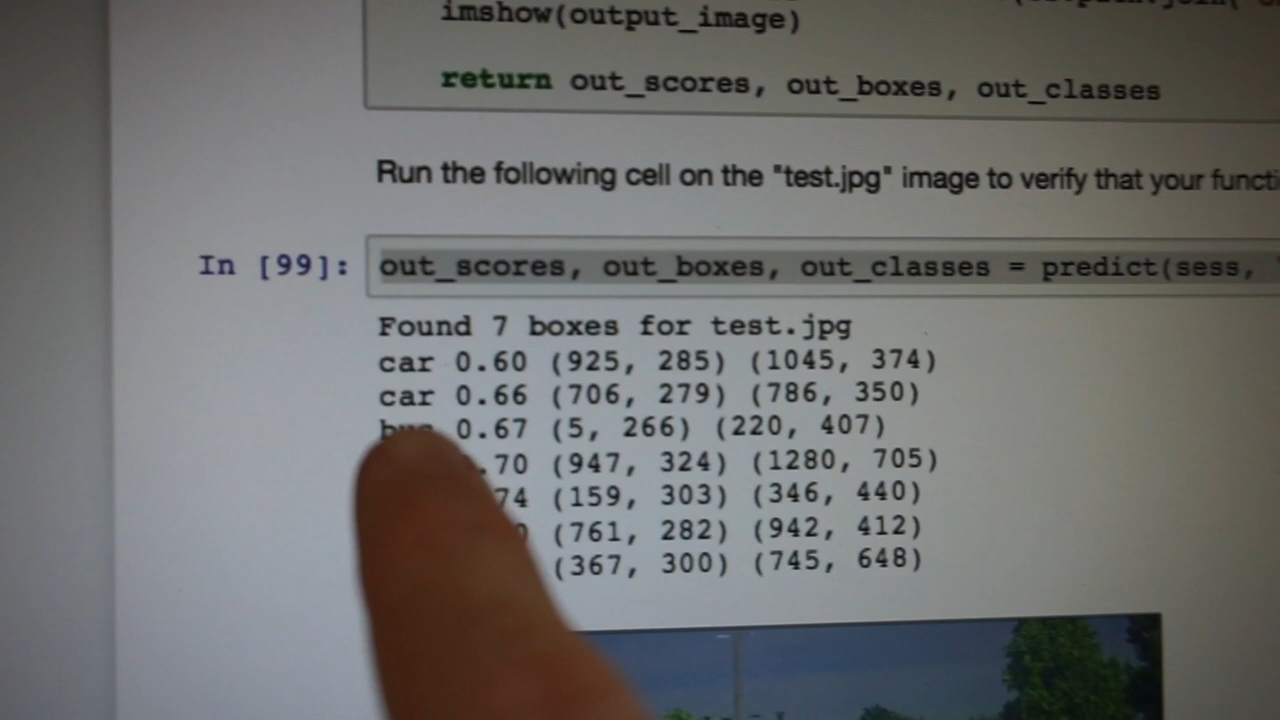 imshow(output_image)
return out_scores, out_boxes, out_classes
Run the following cell on the "test.jpg" image to verify that your functi
In [99]: out_scores, out_boxes, out_classes = predict(sess,
Found 7 boxes for test.jpg
car 0.60 (925, 285) (1045, 374)
car 0.66 (706, 279) (786, 350)
bus 0.67 (5, 266) (220, 407)
.70 (947, 324) (1280, 705)
74 (159, 303) (346, 440)
(761, 282) (942, 412)
(367, 300) (745, 648)